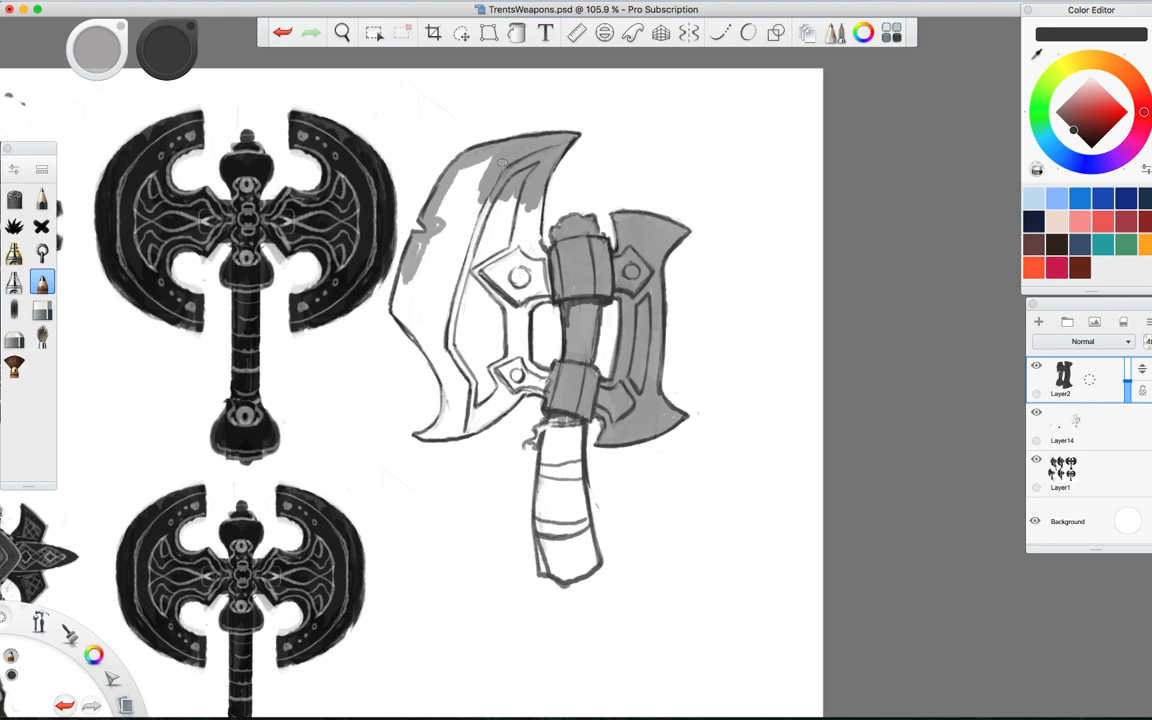 TrentsWeapons.psd @ 105.9 % - Pro Subscription
T
Color Editor
Normal
Layer2
Layer14
Layer1
Background